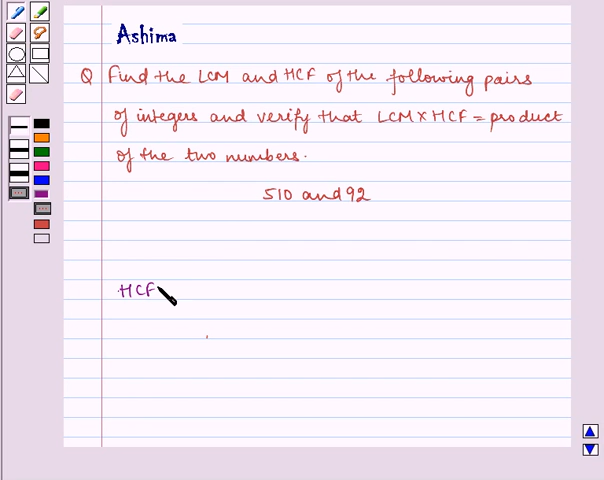 Ashima
Q Find the LCM and HCF of the following pairs
of integers and verify that LCM x HCF = product
of the two numbers.
510 and 92
HCF